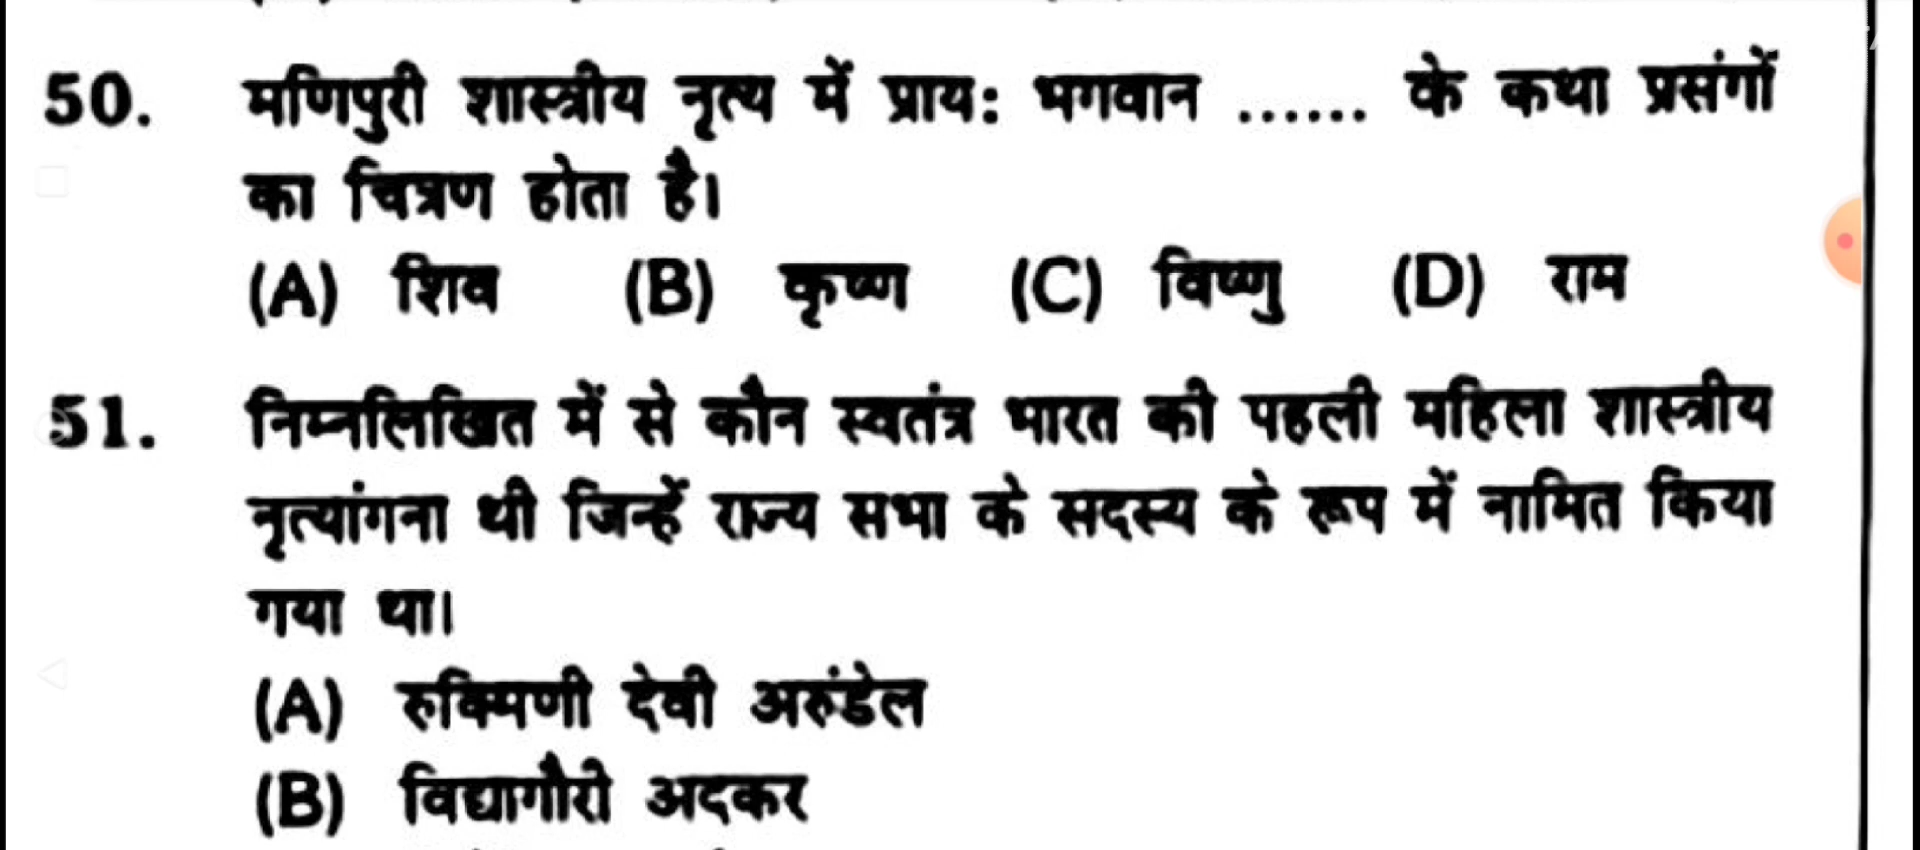 50. मणिपुरी शास्त्रीय नृत्य में प्राय: भगवान ...... के कथा प्रसंगों
का चित्रण होता है।
(A) शिव (B) कृष्ण (C) विष्णु (D) राम
51. निम्नलिखित में से कौन स्वतंत्र भारत की पहली महिला शास्त्रीय
नृत्यांगना थी जिन्हें राज्य सभा के सदस्य के रूप में नामित किया
गया था।
(A) रुक्मिणी देवी अरुंडेल
(B) विद्यागौरी अदकर